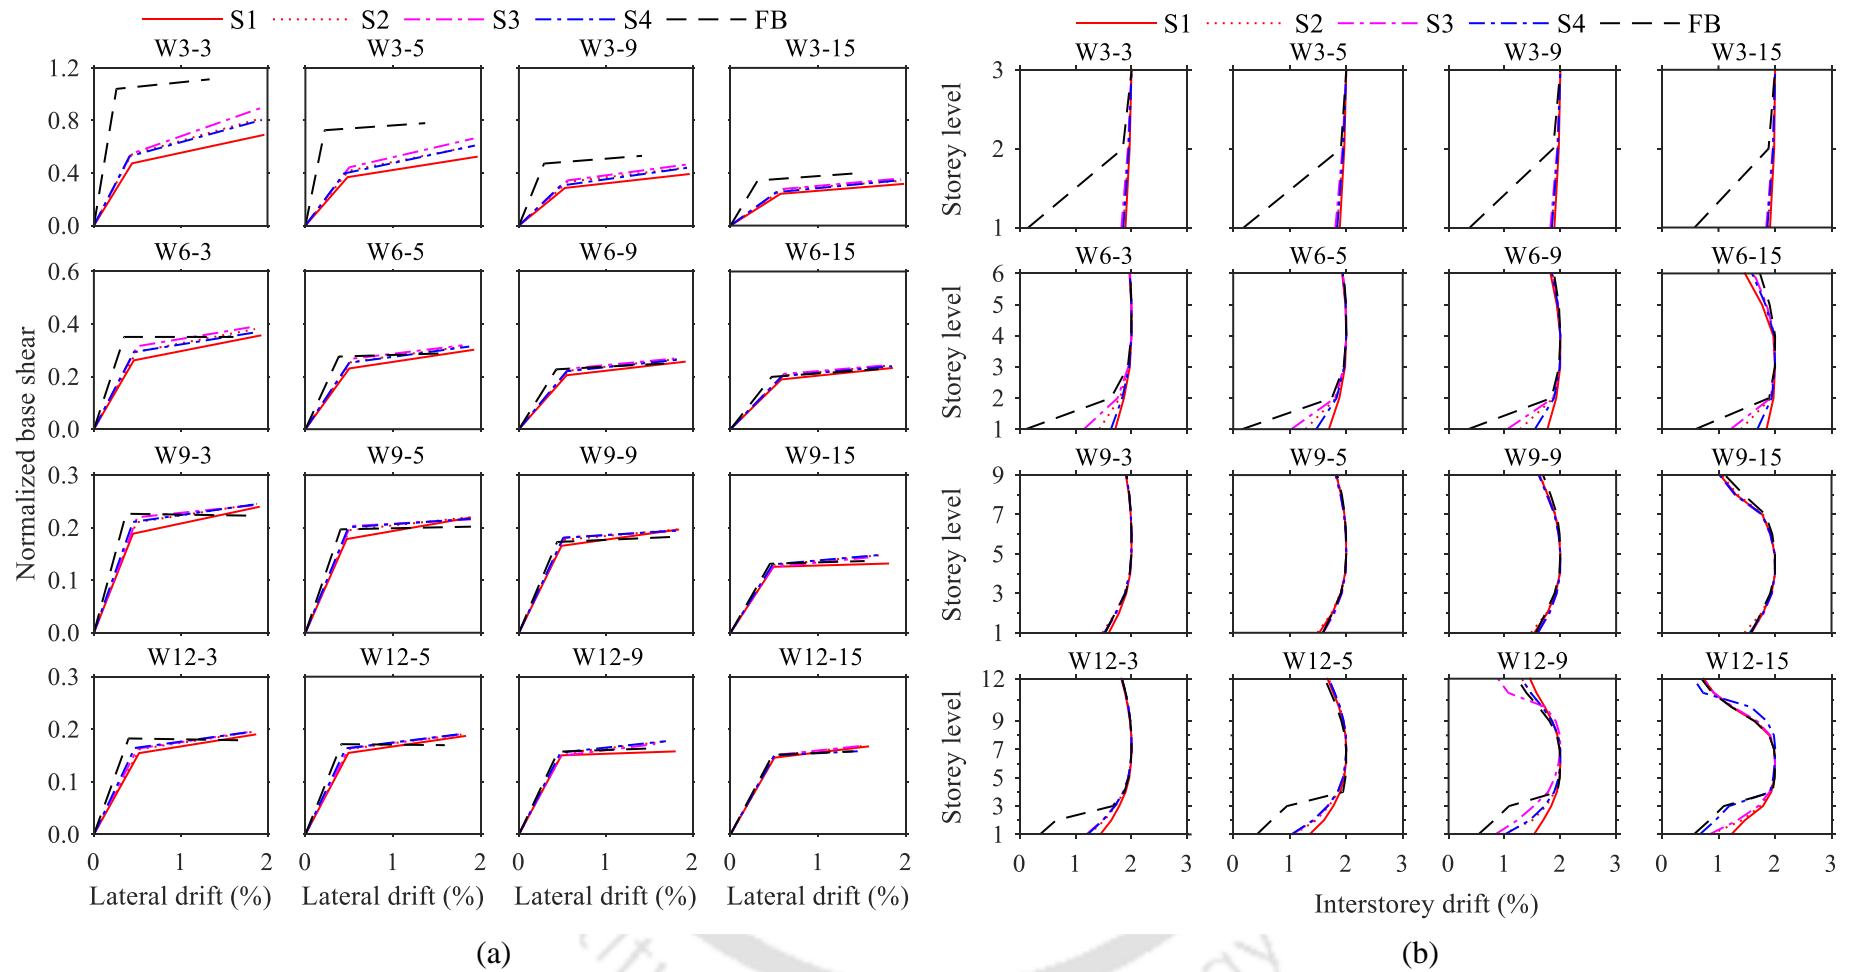 S1 S2 S3 S4 FB
W3-3 W3-5 W3-9 W3-15
1.2
0.8
0.4
0.0
W6-3 W6-5 W6-9 W6-15
0.6
0.4
0.2
0.0
Normalized base shear
W9-3 W9-5 W9-9 W9-15
0.3
0.2
0.1
0.0
W12-3 W12-5 W12-9 W12-15
0.3
0.2
0.1
0.0
0 1 2 0 1 2 0 1 2 0 1 2
Lateral drift (%) Lateral drift (%) Lateral drift (%) Lateral drift (%)
(a)
S1 S2 S3 S4 FB
W3-3 W3-5 W3-9 W3-15
3
2
1
Storey level
W6-3 W6-5 W6-9 W6-15
6
5
4
3
2
1
Storey level
W9-3 W9-5 W9-9 W9-15
9
7
5
3
1
Storey level
W12-3 W12-5 W12-9 W12-15
12
9
7
5
3
1
Storey level
0 1 2 3 0 1 2 3 0 1 2 3 0 1 2 3
Interstorey drift (%)
(b)